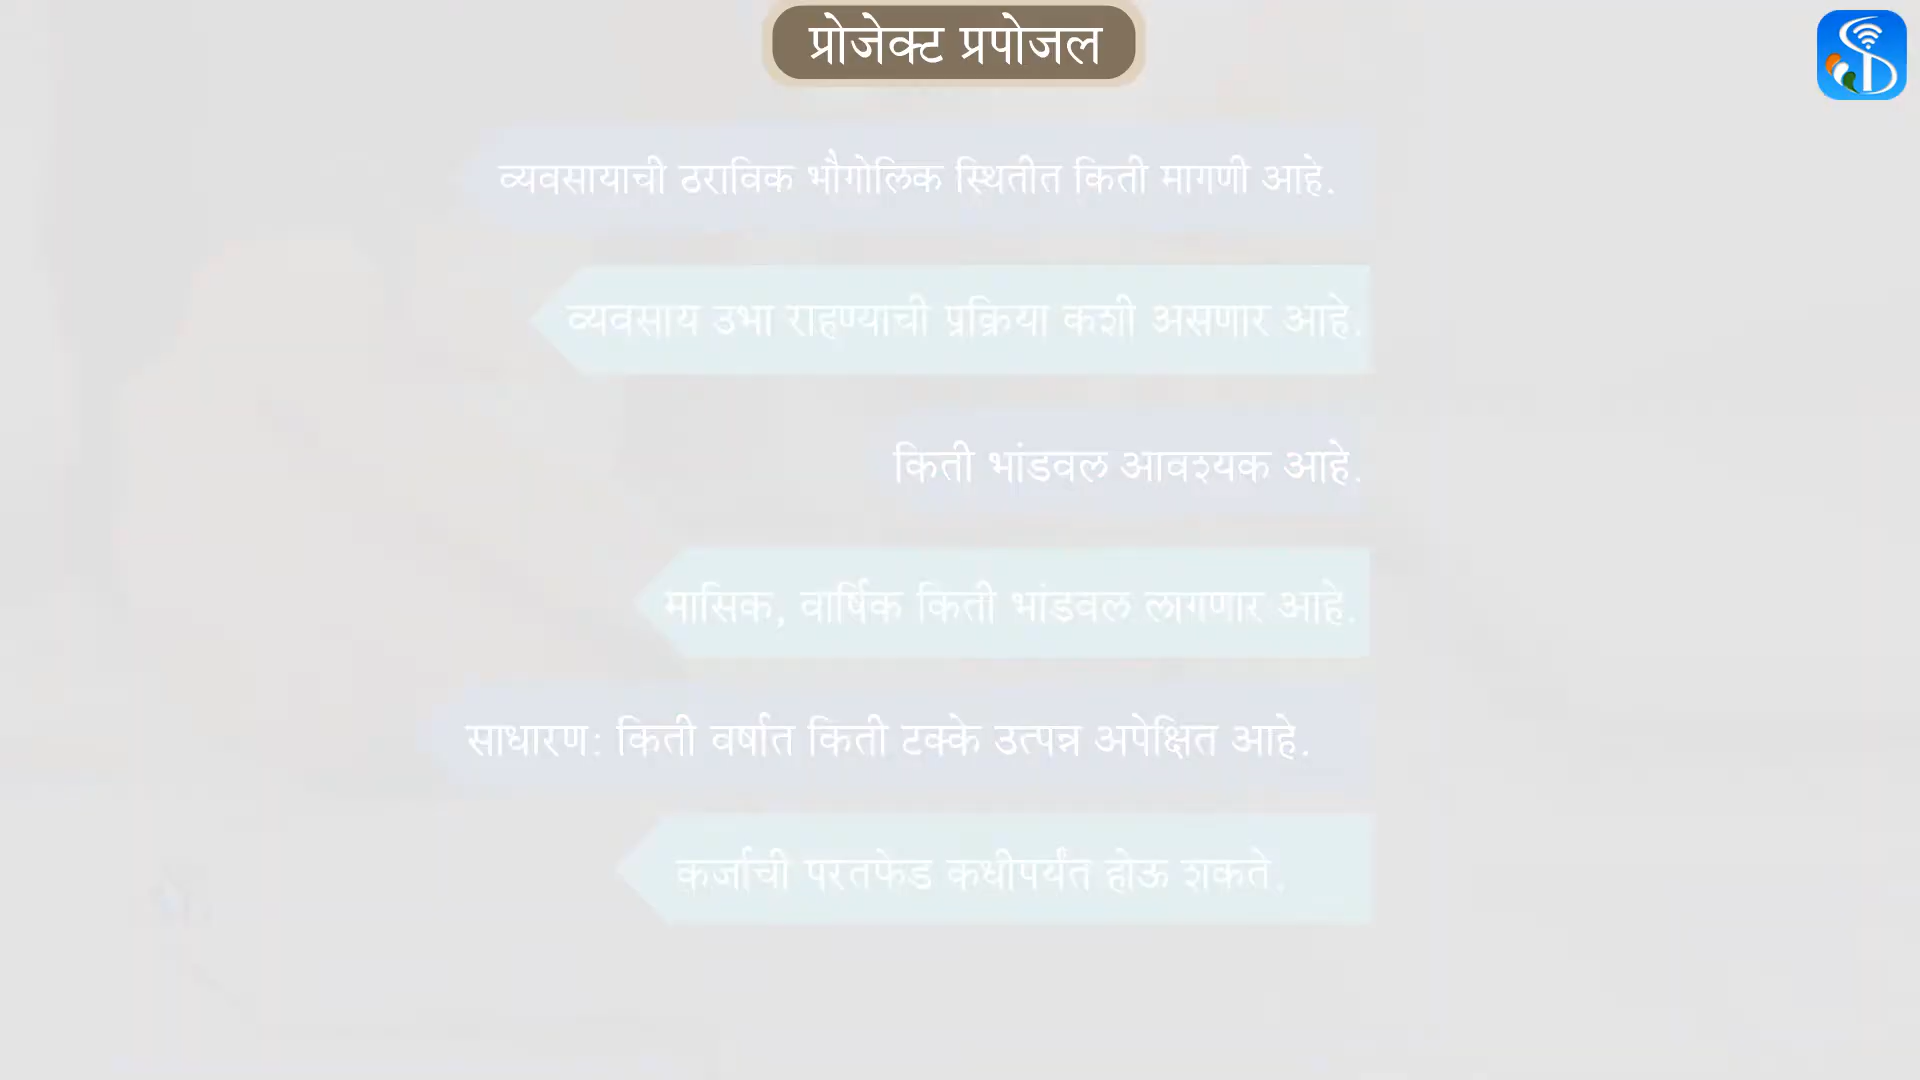 प्रोजेक्ट प्रपोजल
व्यवसायाची ठराविक भौगोलिक स्थितीत किती मागणी आहे.
व्यवसाय उभा राहण्याची प्रक्रिया कशी असणार आहे.
किती भांडवल आवश्यक आहे.
मासिक, वार्षिक किती भांडवल लागणार आहे.
साधारण: किती वर्षात किती टक्के उत्पन्न अपेक्षित आहे.
कर्जाची परतफेड कधीपर्यंत होऊ शकते.